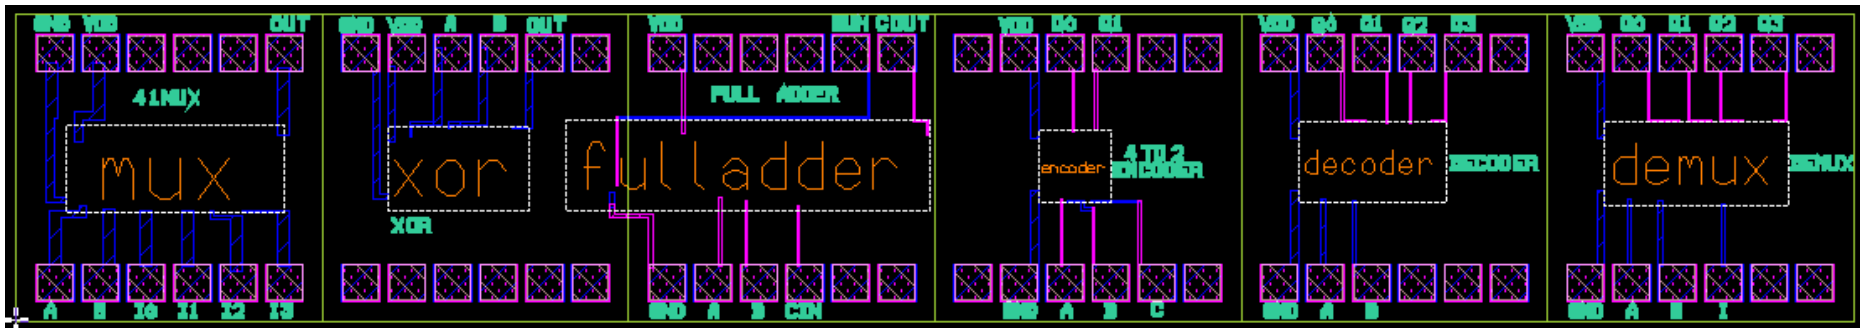 GND VDD OUT GND VDD A B OUT VDD SUM COUT VDD Q0 Q1 VDD Q0 Q1 Q2 Q3 VDD Q0 Q1 Q2 Q3
41MUX
FULL ADDER
mux xor fulladder encoder 4 TO 2 ENCODER decoder DECODER demux DEMUX
XOR
A B I0 I1 I2 I3 GND A B CIN GND A B C GND A B GND A B I